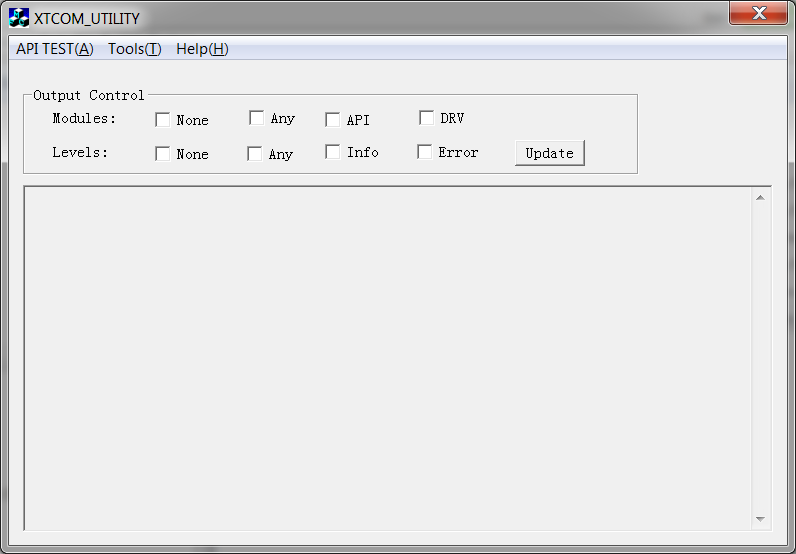 XTCOM_UTILITY
API TEST(A) Tools(T) Help(H)
Output Control
Modules: None Any API DRV
Levels: None Any Info Error Update